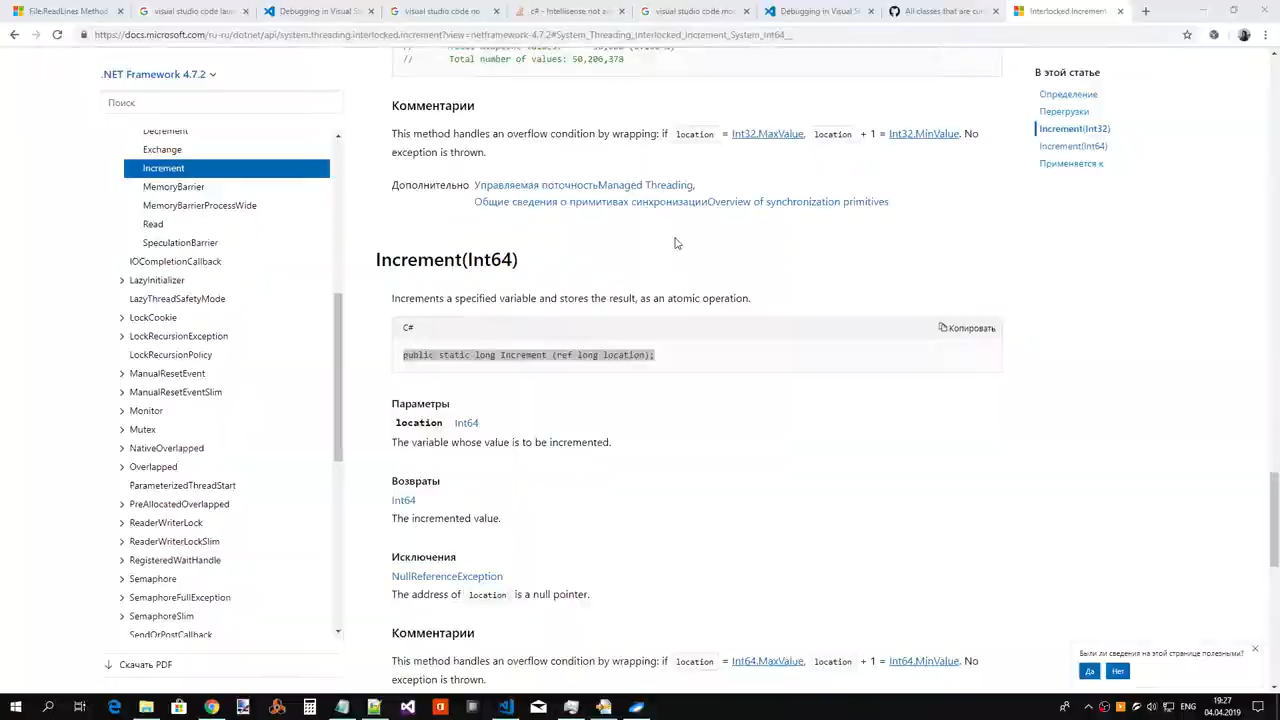 File.ReadLines Method
visual studio code laun
Debugging in Visual St
visual studio code no
.c# - Intellisense not a
visual studio code.mo
Debugging in Visual S
All classes that are cu
Interlocked.Increment
https://docs.microsoft.com/ru-ru/dotnet/api/system.threading.interlocked.increment?view=netframework-4.7.2#System_Threading_Interlocked_Increment_System_Int64__
.NET Framework 4.7.2
Поиск
Decrement
Exchange
Increment
MemoryBarrier
MemoryBarrierProcessWide
Read
SpeculationBarrier
IOCompletionCallback
LazyInitializer
LazyThreadSafetyMode
LockCookie
LockRecursionException
LockRecursionPolicy
ManualResetEvent
ManualResetEventSlim
Monitor
Mutex
NativeOverlapped
Overlapped
ParameterizedThreadStart
PreAllocatedOverlapped
ReaderWriterLock
ReaderWriterLockSlim
RegisteredWaitHandle
Semaphore
SemaphoreFullException
SemaphoreSlim
SendOrPostCallback
Скачать PDF
// Total number of values: 50,206,378
Комментарии
This method handles an overflow condition by wrapping: if location = Int32.MaxValue, location + 1 = Int32.MinValue. No
exception is thrown.
Дополнительно Управляемая поточностьManaged Threading,
Общие сведения о примитивах синхронизацииOverview of synchronization primitives
Increment(Int64)
Increments a specified variable and stores the result, as an atomic operation.
C# Копировать
public static long Increment (ref long location);
Параметры
location Int64
The variable whose value is to be incremented.
Возвраты
Int64
The incremented value.
Исключения
NullReferenceException
The address of location is a null pointer.
Комментарии
This method handles an overflow condition by wrapping: if location = Int64.MaxValue, location + 1 = Int64.MinValue. No
exception is thrown.
В этой статье
Определение
Перегрузки
Increment(Int32)
Increment(Int64)
Применяется к
Были ли сведения на этой странице полезными?
Да Нет
ENG
19:27
04.04.2019